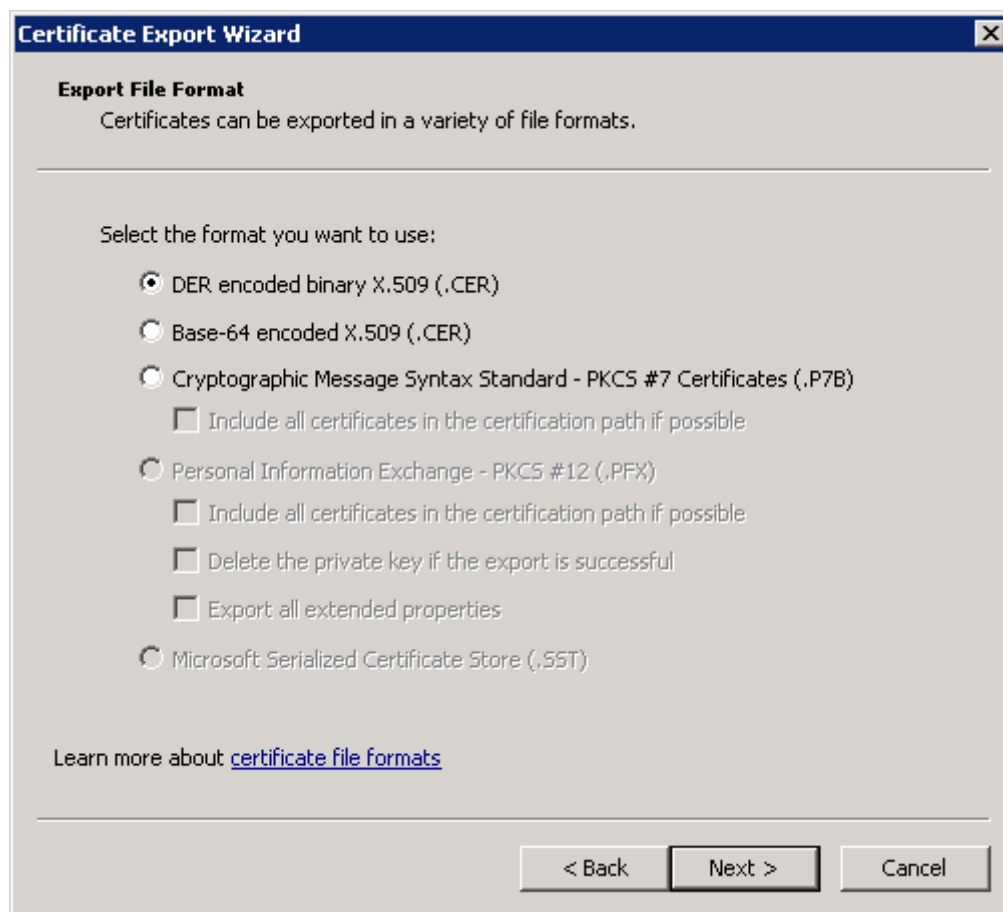 Certificate Export Wizard
Export File Format
Certificates can be exported in a variety of file formats.
Select the format you want to use:
DER encoded binary X.509 (.CER)
Base-64 encoded X.509 (.CER)
Cryptographic Message Syntax Standard - PKCS #7 Certificates (.P7B)
Include all certificates in the certification path if possible
Personal Information Exchange - PKCS #12 (.PFX)
Include all certificates in the certification path if possible
Delete the private key if the export is successful
Export all extended properties
Microsoft Serialized Certificate Store (.SST)
Learn more about certificate file formats
< Back Next > Cancel